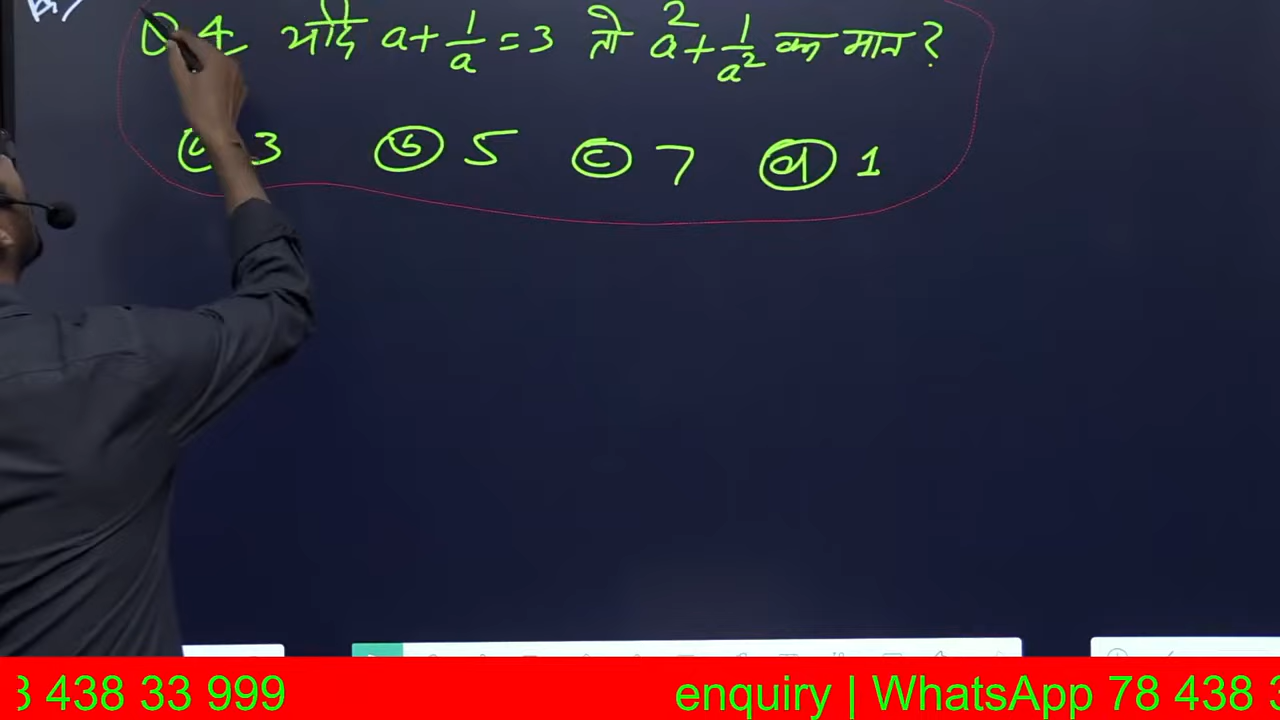 Q.4 यदि a + 1/a = 3 तो a² + 1/a² का मान ?
3 ⓑ 5 ⓒ 7 ⓓ 1
3 438 33 999 enquiry | WhatsApp 78 438 3